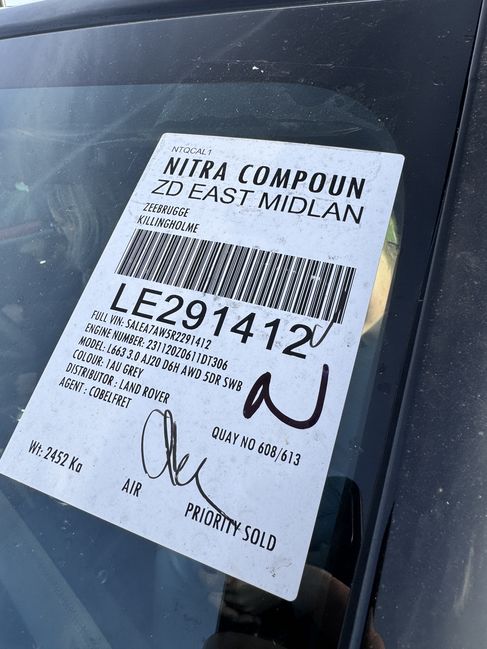 NTQCAL1
NITRA COMPOUN
ZD EAST MIDLAN
ZEEBRUGGE
KILLINGHOLME
LE291412
FULL VIN: SALEA7AW5R2291412
ENGINE NUMBER: 231120Z0611DT306
MODEL: L663 3.0 AJ20 D6H AWD 5DR SWB
COLOUR: 1AU GREY
DISTRIBUTOR: LAND ROVER
AGENT: COBELFRET
QUAY NO 608/613
Wt: 2452 Kg
AIR
PRIORITY SOLD